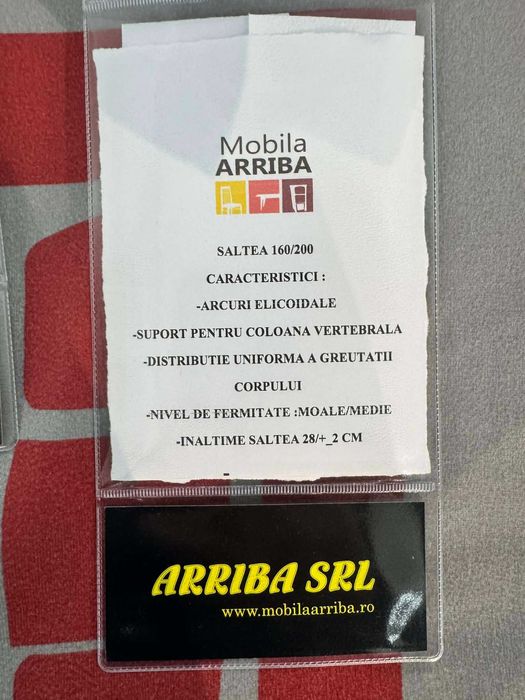 Mobila
ARRIBA
SALTEA 160/200
CARACTERISTICI :
-ARCURI ELICOIDALE
-SUPORT PENTRU COLOANA VERTEBRALA
-DISTRIBUTIE UNIFORMA A GREUTATII
CORPULUI
-NIVEL DE FERMITATE :MOALE/MEDIE
-INALTIME SALTEA 28/+_2 CM
-
ARRIBA SRL
www.mobilaarriba.ro